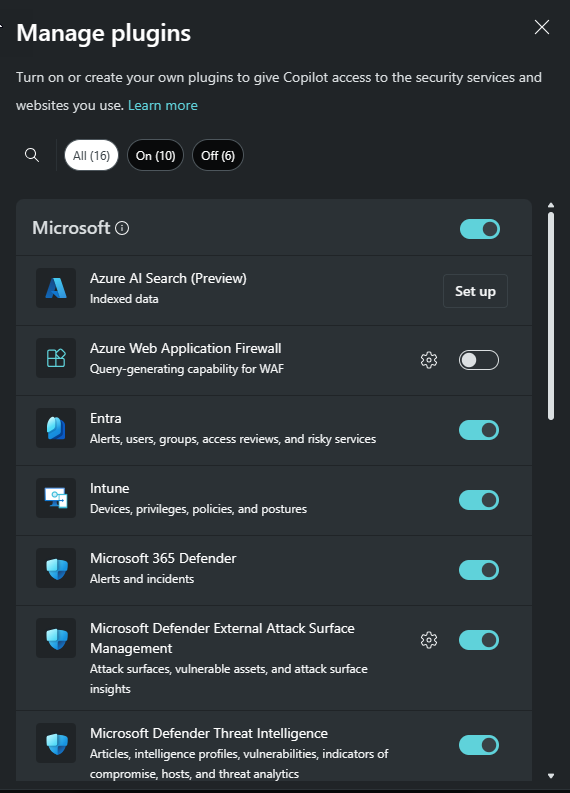 Manage plugins
Turn on or create your own plugins to give Copilot access to the security services and
websites you use. Learn more
All (16)
On (10)
Off (6)
Microsoft
Azure AI Search (Preview)
Indexed data
Set up
Azure Web Application Firewall
Query-generating capability for WAF
Entra
Alerts, users, groups, access reviews, and risky services
Intune
Devices, privileges, policies, and postures
Microsoft 365 Defender
Alerts and incidents
Microsoft Defender External Attack Surface
Management
Attack surfaces, vulnerable assets, and attack surface
insights
Microsoft Defender Threat Intelligence
Articles, intelligence profiles, vulnerabilities, indicators of
compromise, hosts, and threat analytics